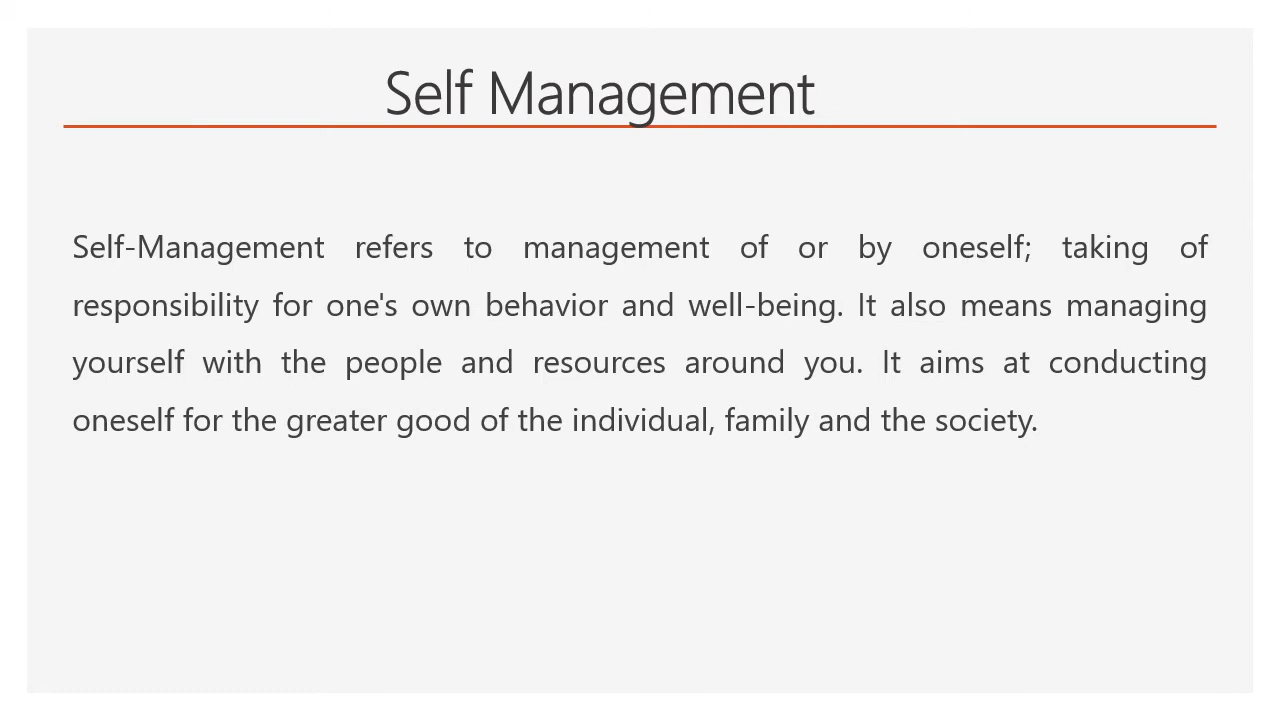 Self Management
Self-Management refers to management of or by oneself; taking of
responsibility for one's own behavior and well-being. It also means managing
yourself with the people and resources around you. It aims at conducting
oneself for the greater good of the individual, family and the society.